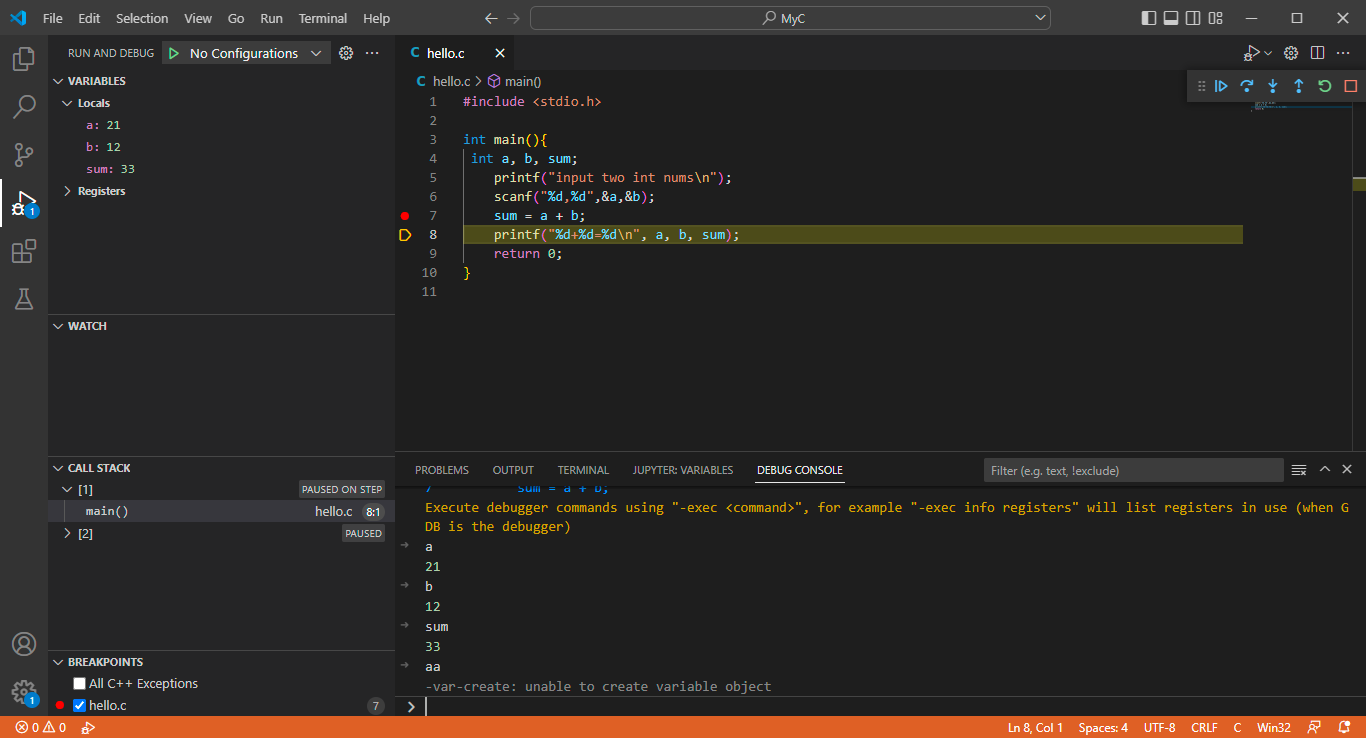 File Edit Selection View Go Run Terminal Help MyC
RUN AND DEBUG No Configurations
VARIABLES
Locals
a: 21
b: 12
sum: 33
Registers
WATCH
CALL STACK
[1] PAUSED ON STEP
main() hello.c 8:1
[2] PAUSED
BREAKPOINTS
All C++ Exceptions
hello.c 7
1
1
hello.c
hello.c > main()
1 #include <stdio.h>
2
3 int main(){
4 int a, b, sum;
5 printf("input two int nums\n");
6 scanf("%d,%d",&a,&b);
7 sum = a + b;
8 printf("%d+%d=%d\n", a, b, sum);
9 return 0;
10 }
11
PROBLEMS OUTPUT TERMINAL JUPYTER: VARIABLES DEBUG CONSOLE Filter (e.g. text, !exclude)
7 sum = a + b;
Execute debugger commands using "-exec <command>", for example "-exec info registers" will list registers in use (when G
DB is the debugger)
a
21
b
12
sum
33
aa
-var-create: unable to create variable object
0 0 Ln 8, Col 1 Spaces: 4 UTF-8 CRLF C Win32